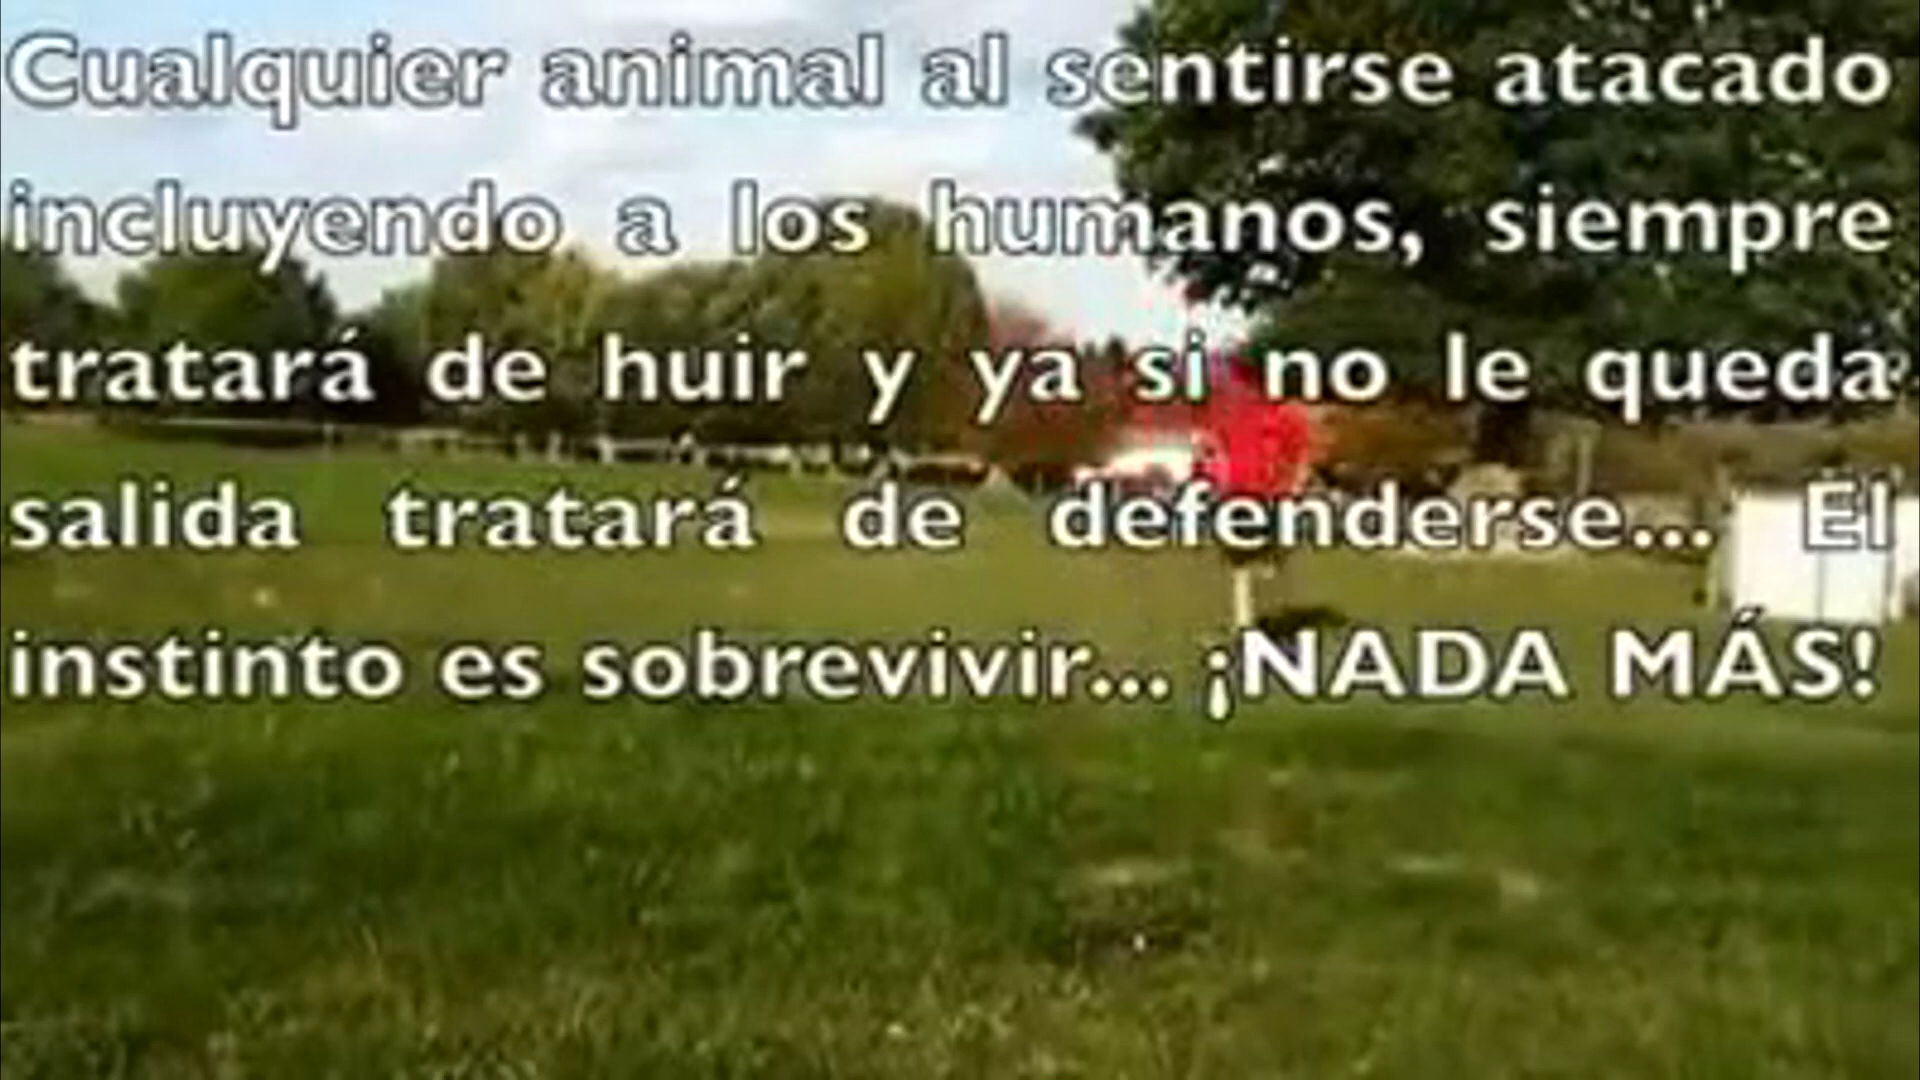 Cualquier animal al sentirse atacado
incluyendo a los humanos, siempre
tratará de huir y ya si no le queda
salida tratará de defenderse... El
instinto es sobrevivir... ¡NADA MÁS!